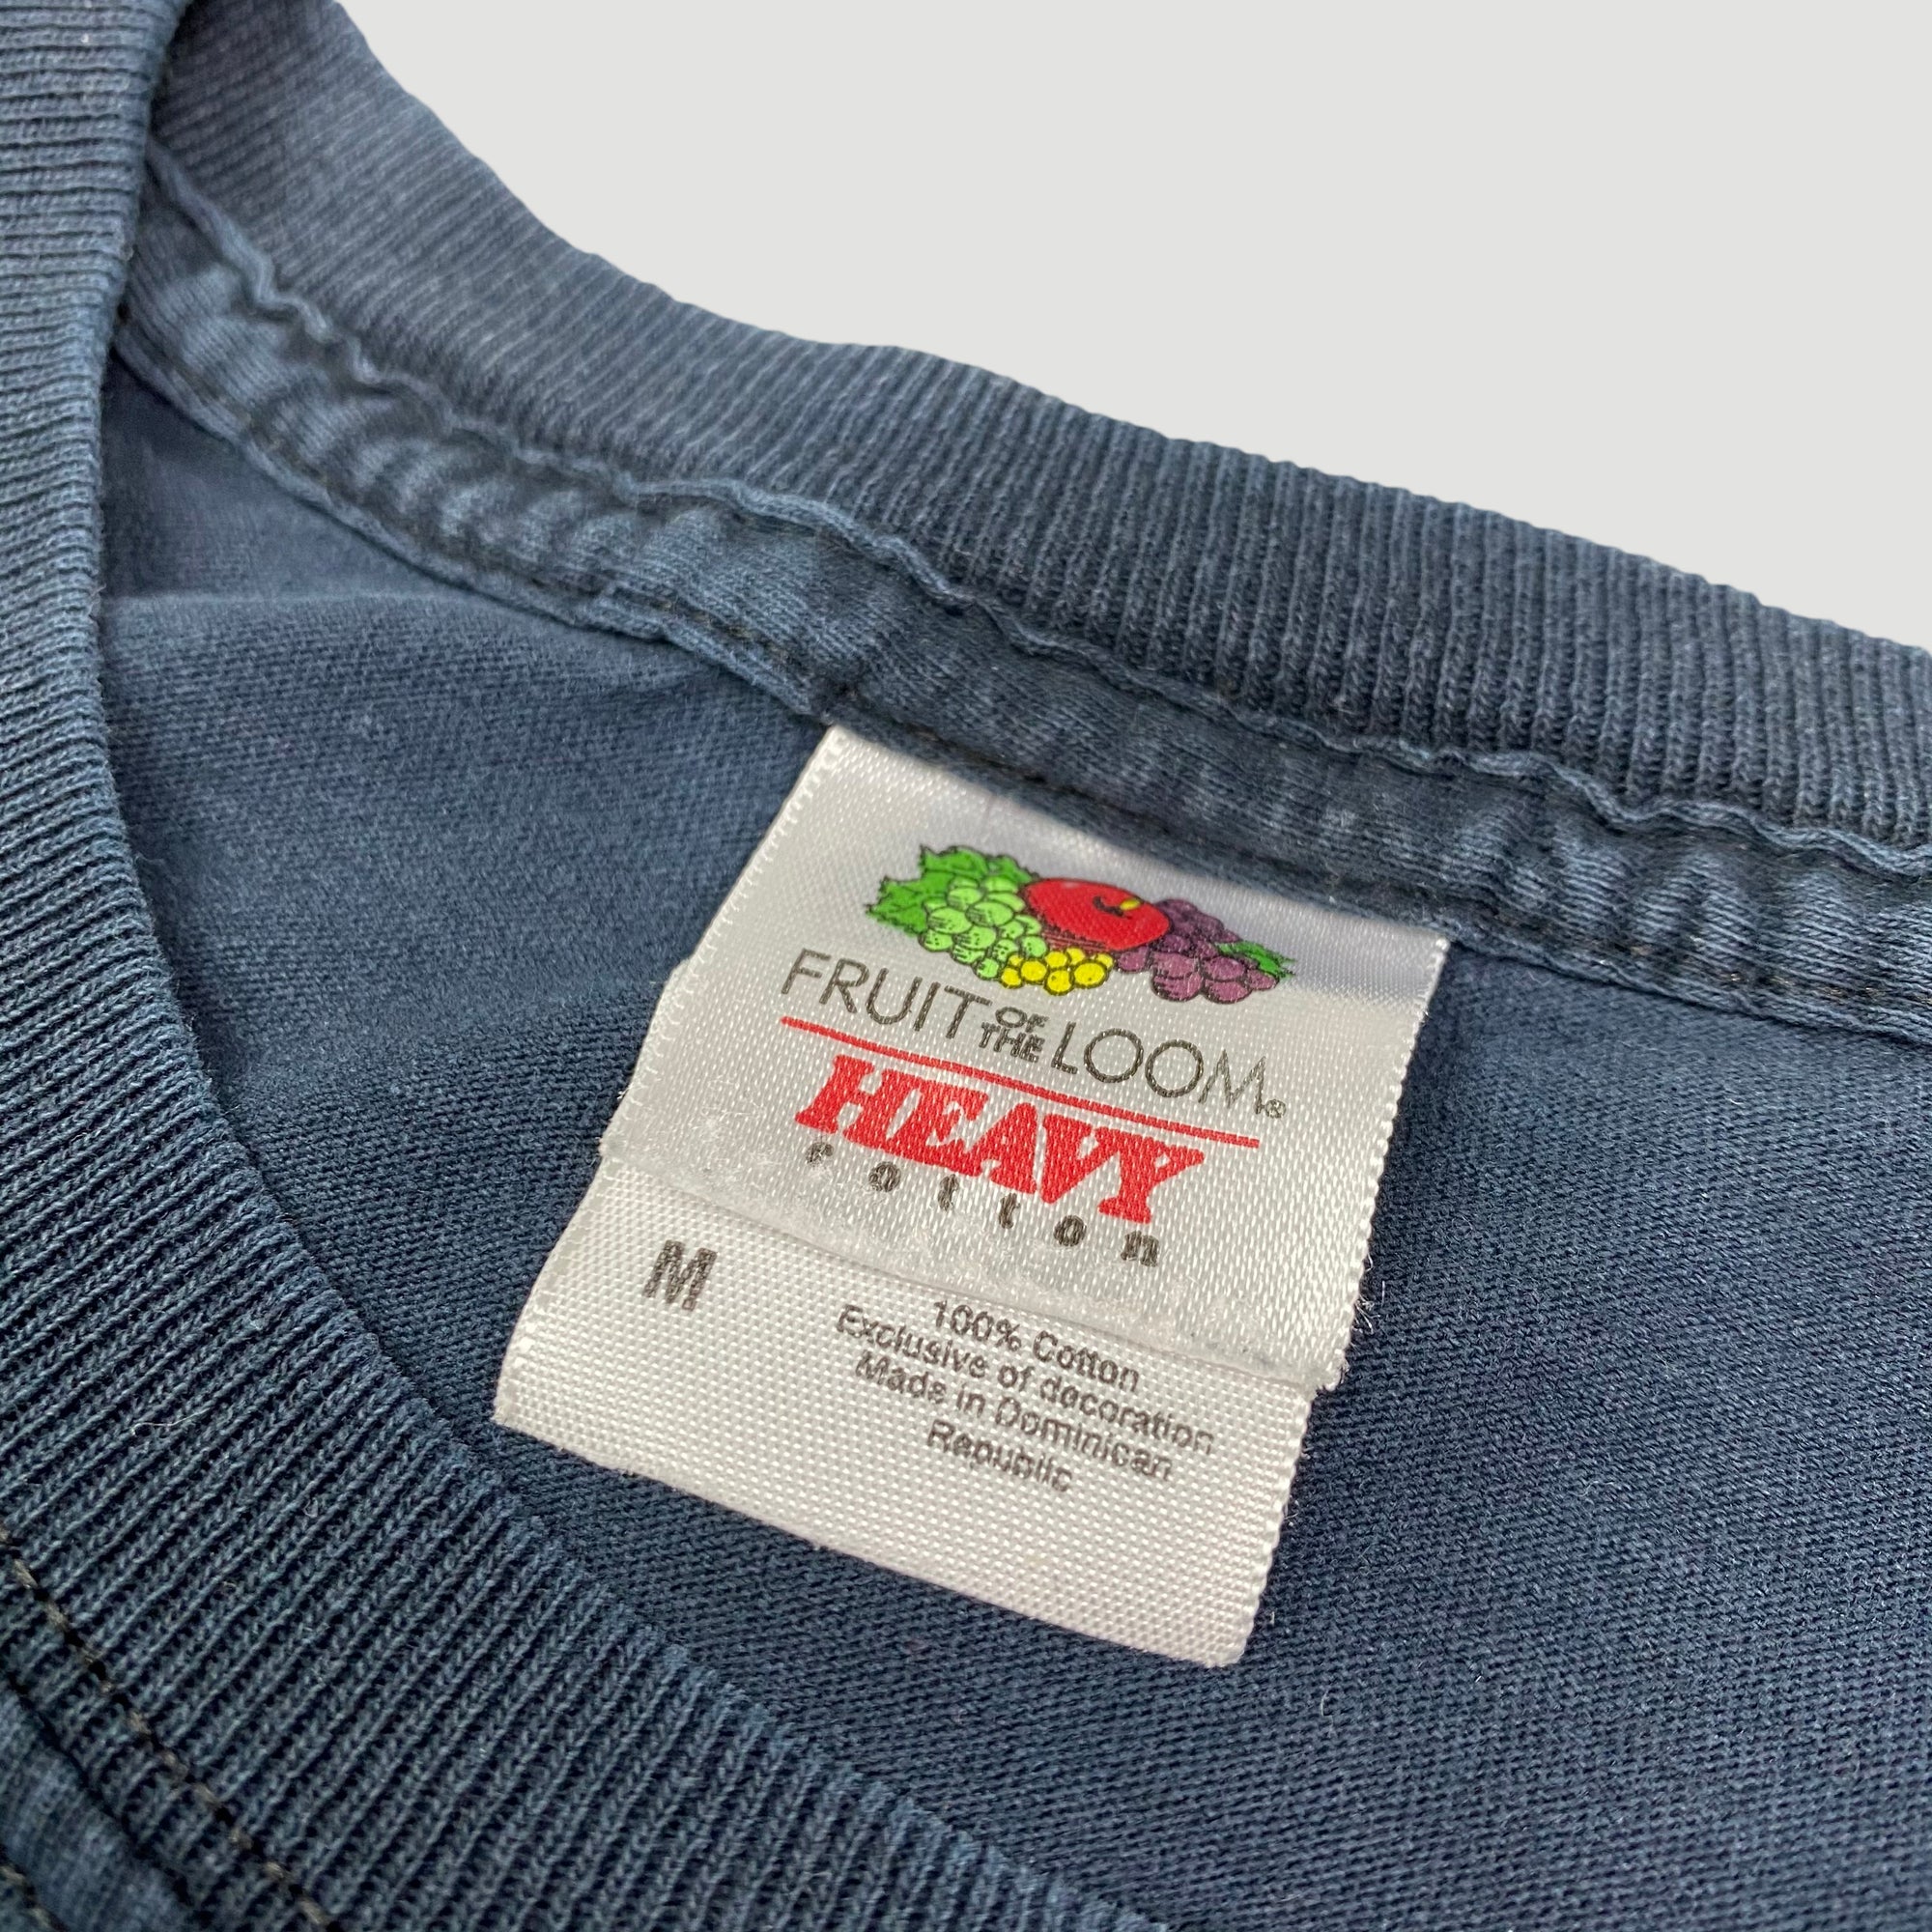 FRUIT OF THE LOOM®
HEAVY
cotton
M
100% Cotton
Exclusive of decoration
Made in Dominican
Republic